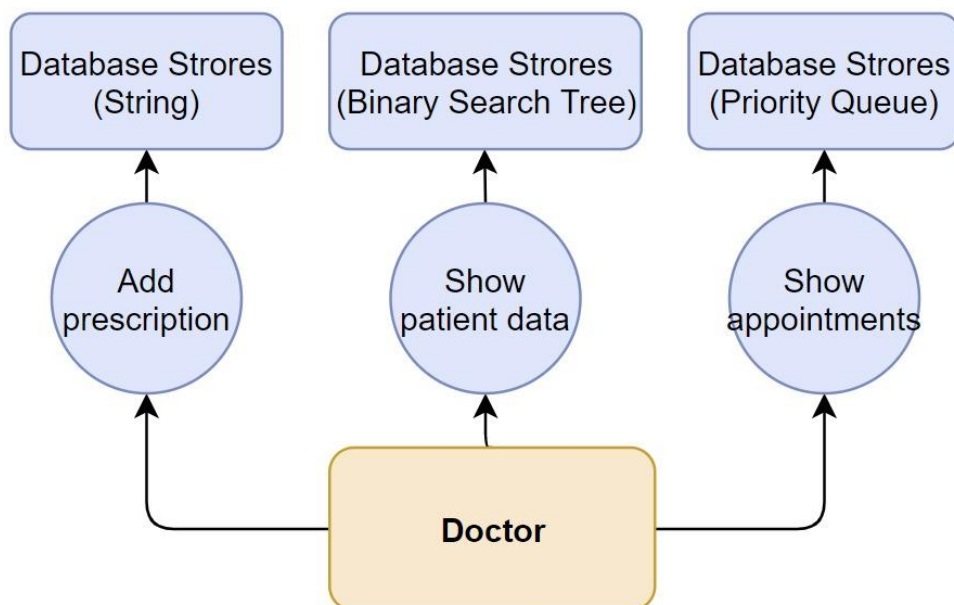 Database Strores
(String)
Database Strores
(Binary Search Tree)
Database Strores
(Priority Queue)
Add
prescription
Show
patient data
Show
appointments
Doctor